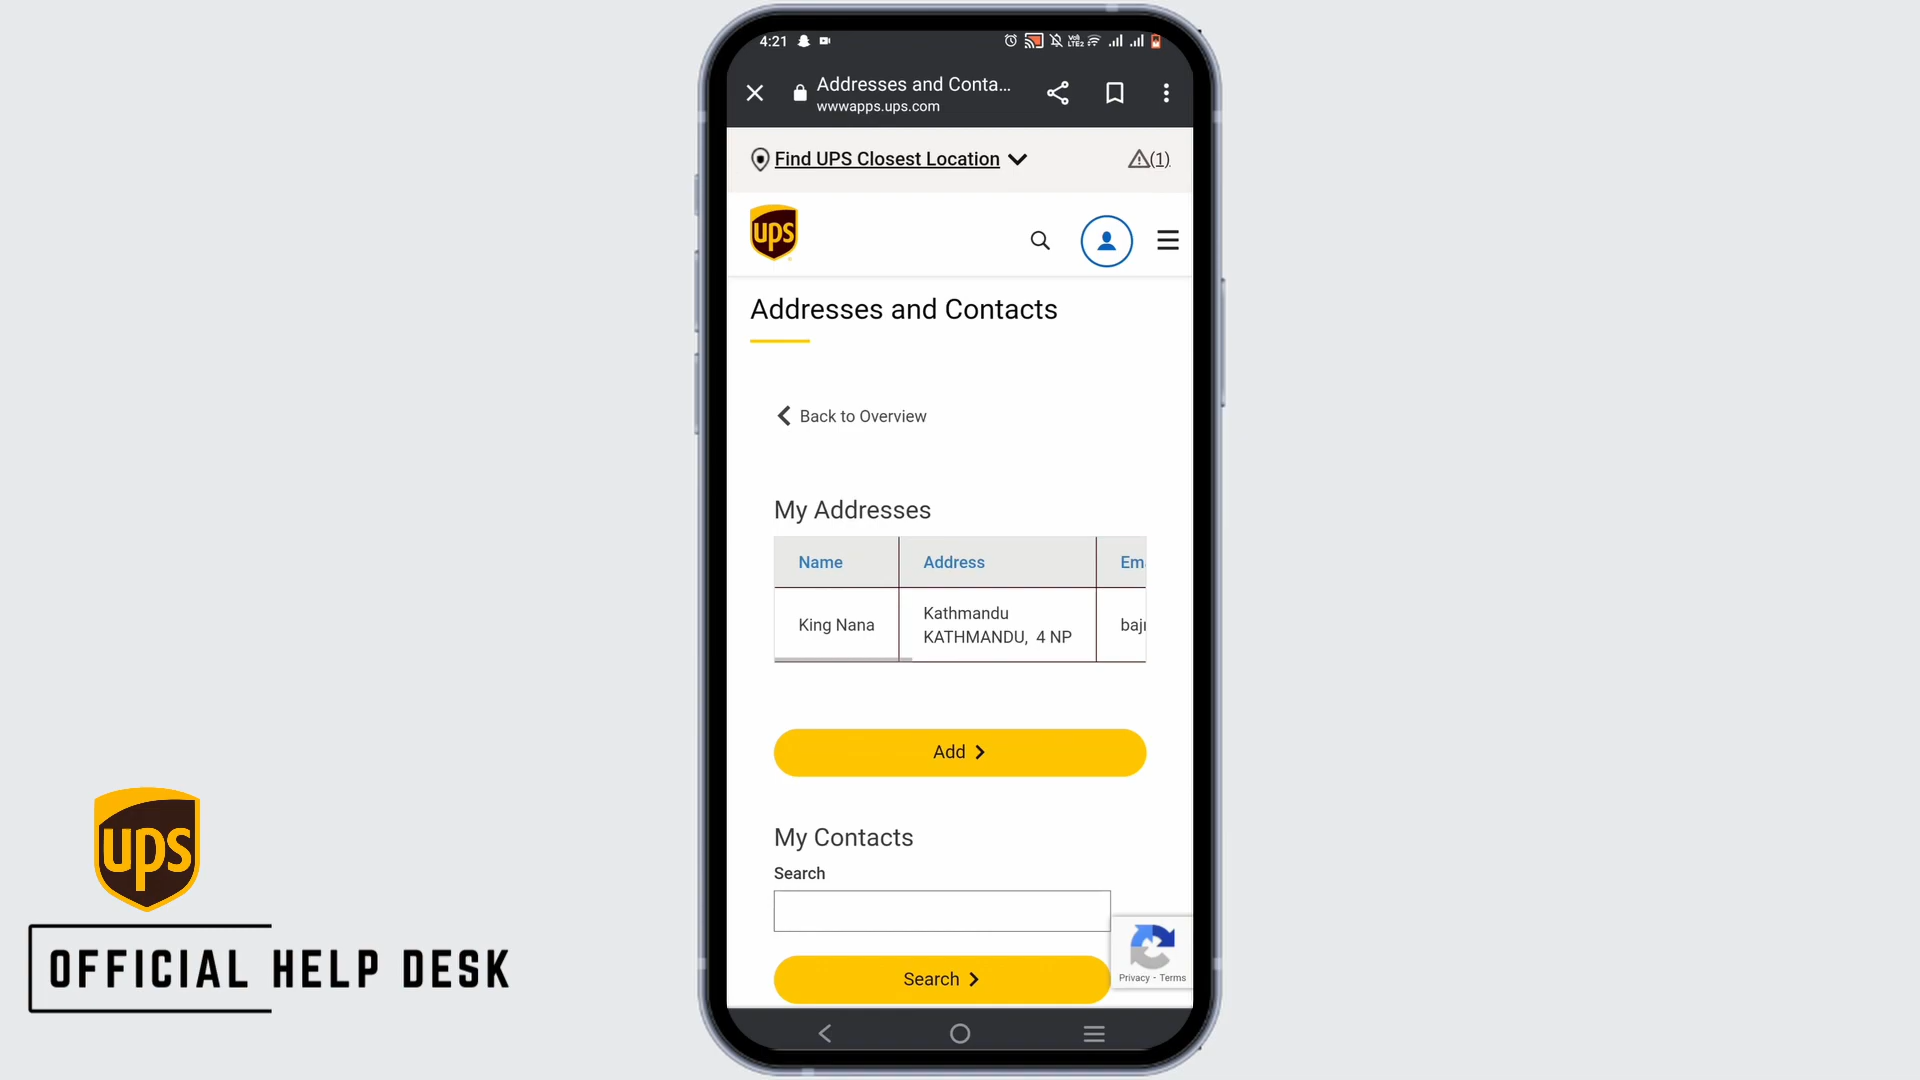 4:21
Addresses and Conta...
wwwapps.ups.com
Find UPS Closest Location
(1)
ups
Addresses and Contacts
Back to Overview
My Addresses
Name Address Em
King Nana Kathmandu
KATHMANDU, 4 NP
baj
Add
My Contacts
Search
Search
Privacy - Terms
ups
OFFICIAL HELP DESK